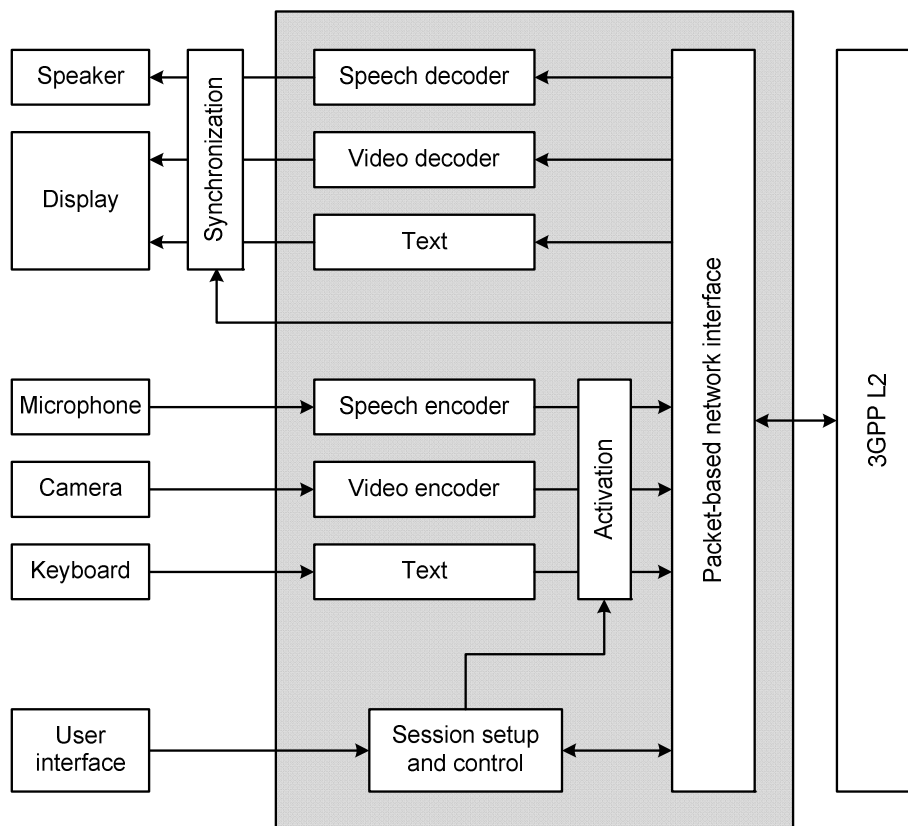 Speaker
Display
Synchronization
Speech decoder
Video decoder
Text
Packet-based network interface
3GPP L2
Microphone
Camera
Keyboard
Speech encoder
Video encoder
Text
Activation
User
interface
Session setup
and control